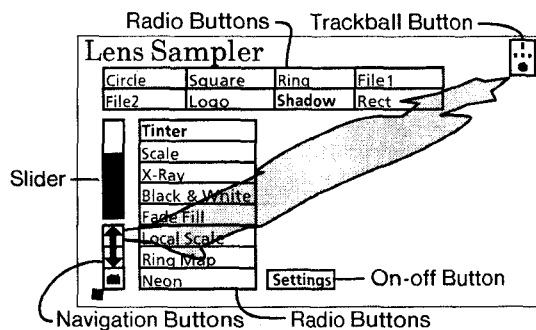 Radio Buttons Trackball Button
Lens Sampler
Circle Square Ring File1
File2 Logo Shadow Rect
Tinter
Scale
X-Ray
Slider
Black & White
Fade Fill
Local Scale
Ring Map
Neon Settings On-off Button
Navigation Buttons Radio Buttons